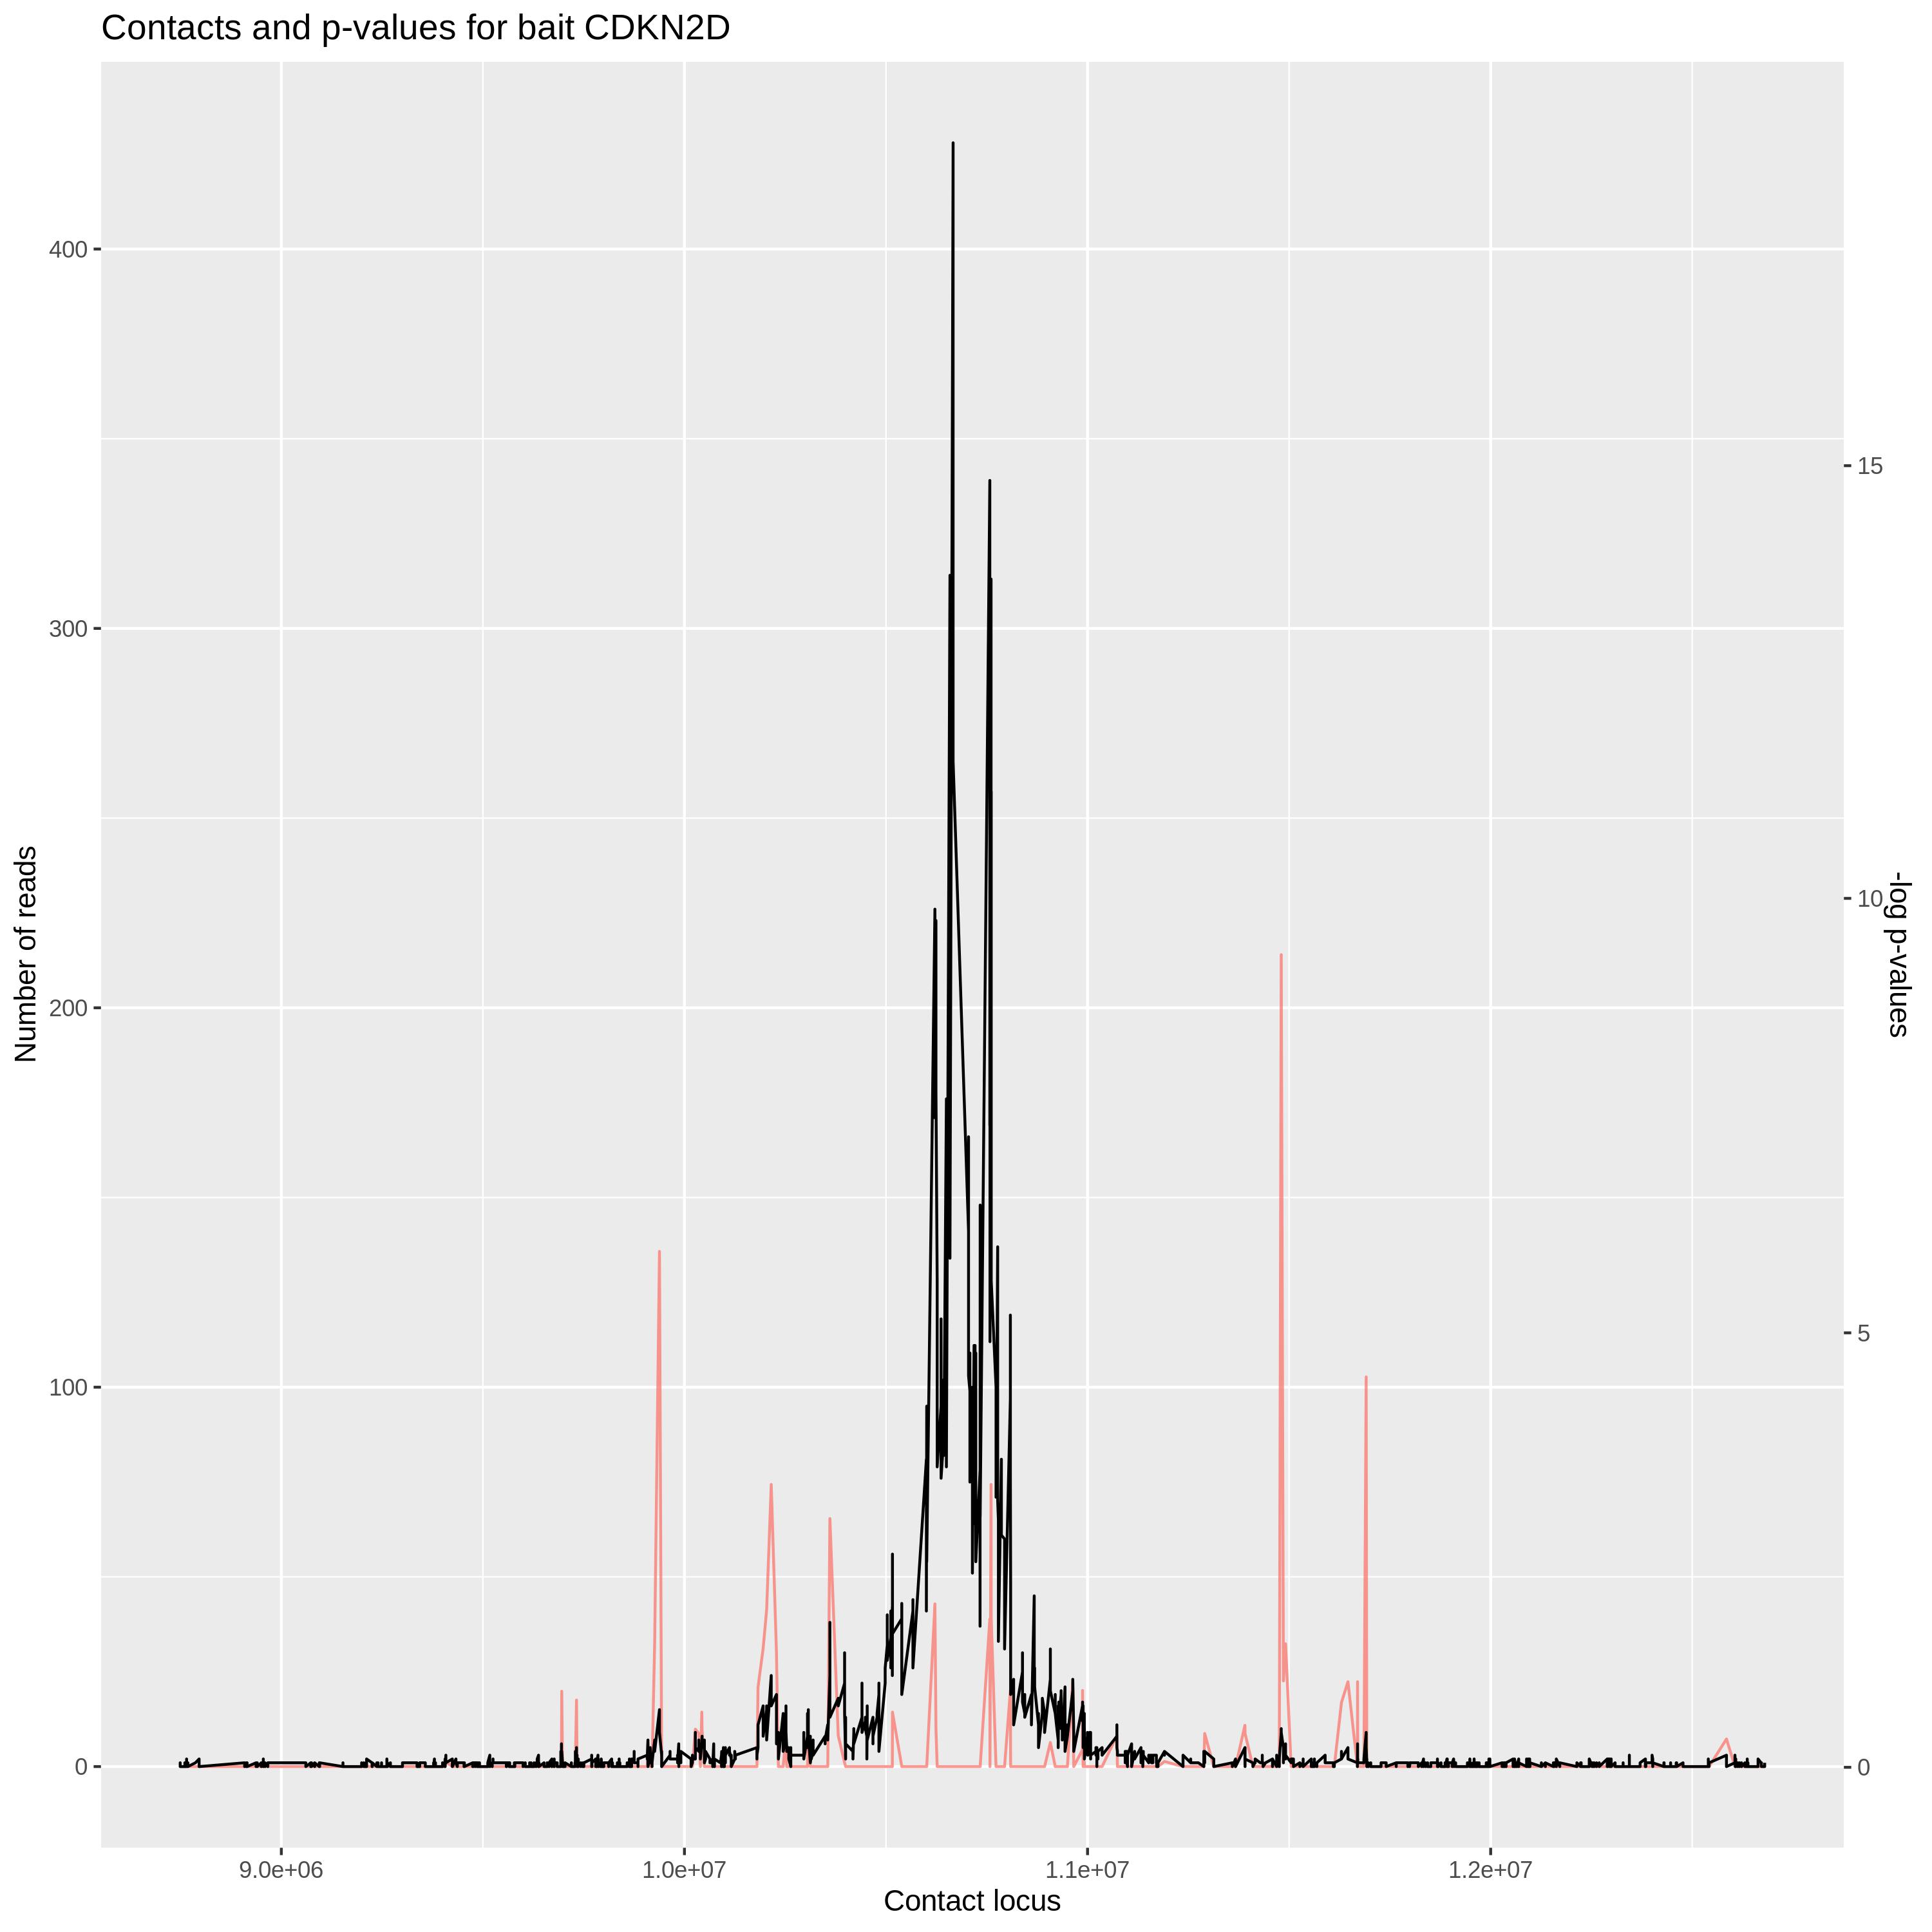 Contacts and p-values for bait CDKN2D
Number of reads
400
300
200
100
0
15
10
5
0
-log p-values
9.0e+06
1.0e+07
1.1e+07
1.2e+07
Contact locus